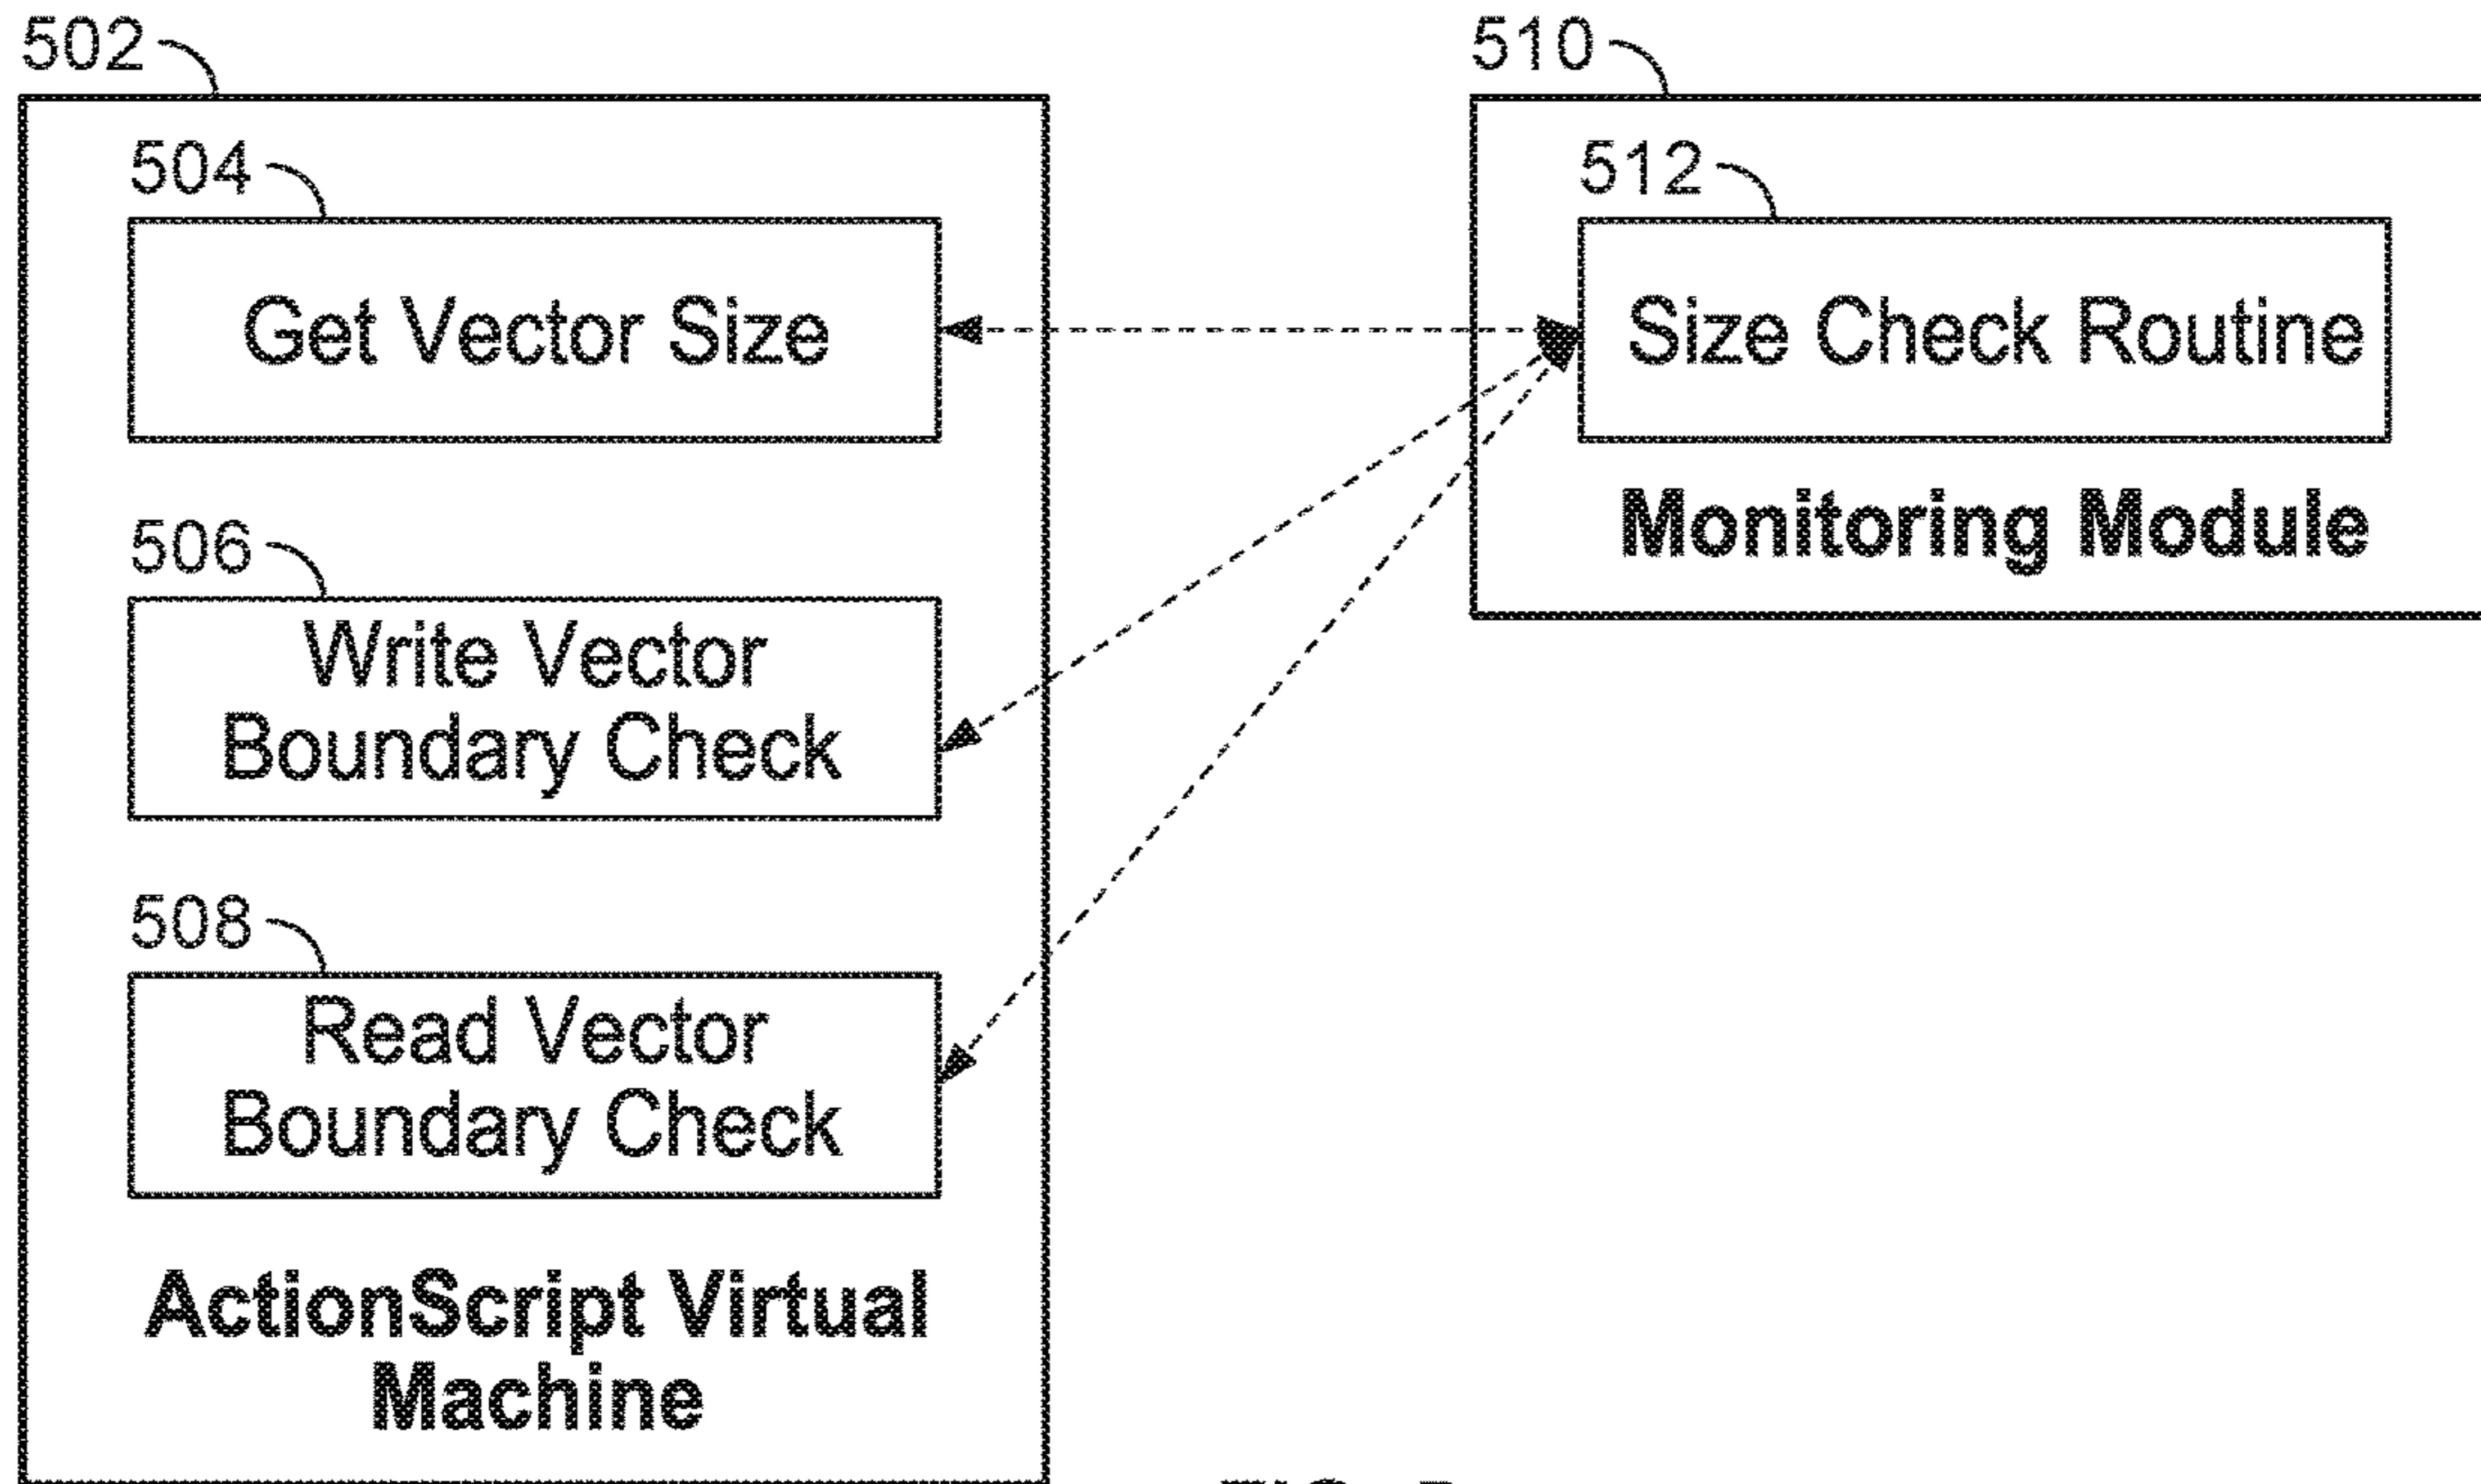 502
510
504
512
Get Vector Size
Size Check Routine
Monitoring Module
506
Write Vector
Boundary Check
508
Read Vector
Boundary Check
ActionScript Virtual
Machine